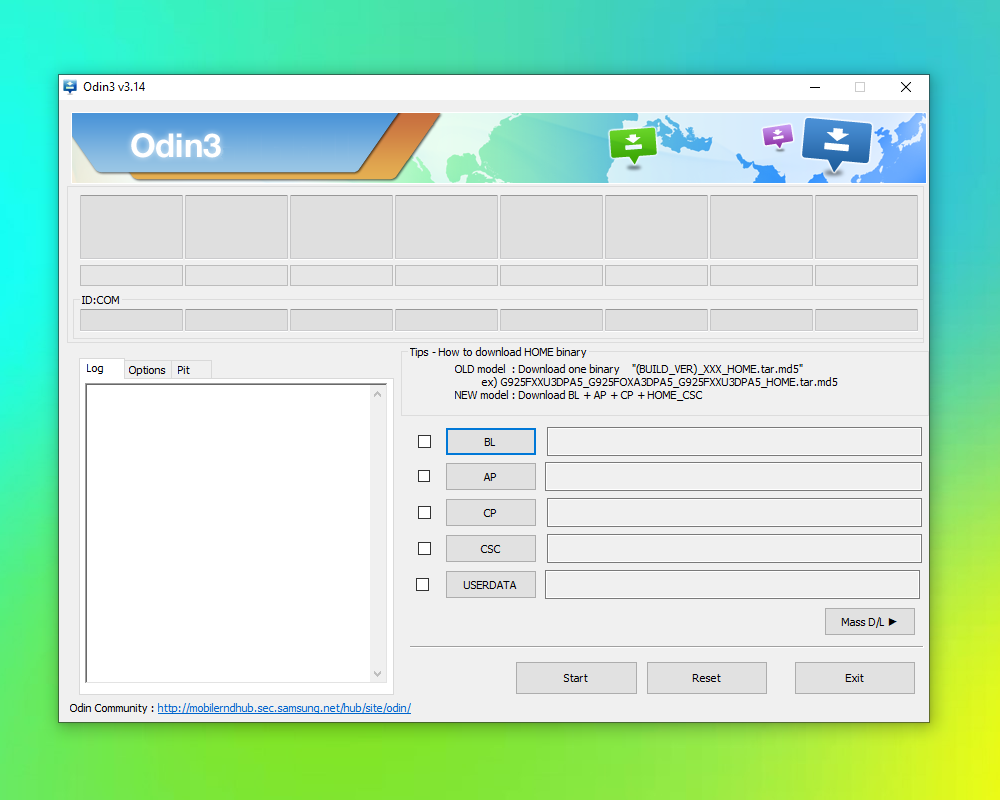 Odin3 v3.14
Odin3
ID:COM
Log
Options
Pit
Tips - How to download HOME binary
OLD model : Download one binary "(BUILD_VER)_XXX_HOME.tar.md5"
ex) G925FXXU3DPA5_G925FOXA3DPA5_G925FXXU3DPA5_HOME.tar.md5
NEW model : Download BL + AP + CP + HOME_CSC
BL
AP
CP
CSC
USERDATA
Mass D/L ►
Start
Reset
Exit
Odin Community : http://mobilerndhub.sec.samsung.net/hub/site/odin/